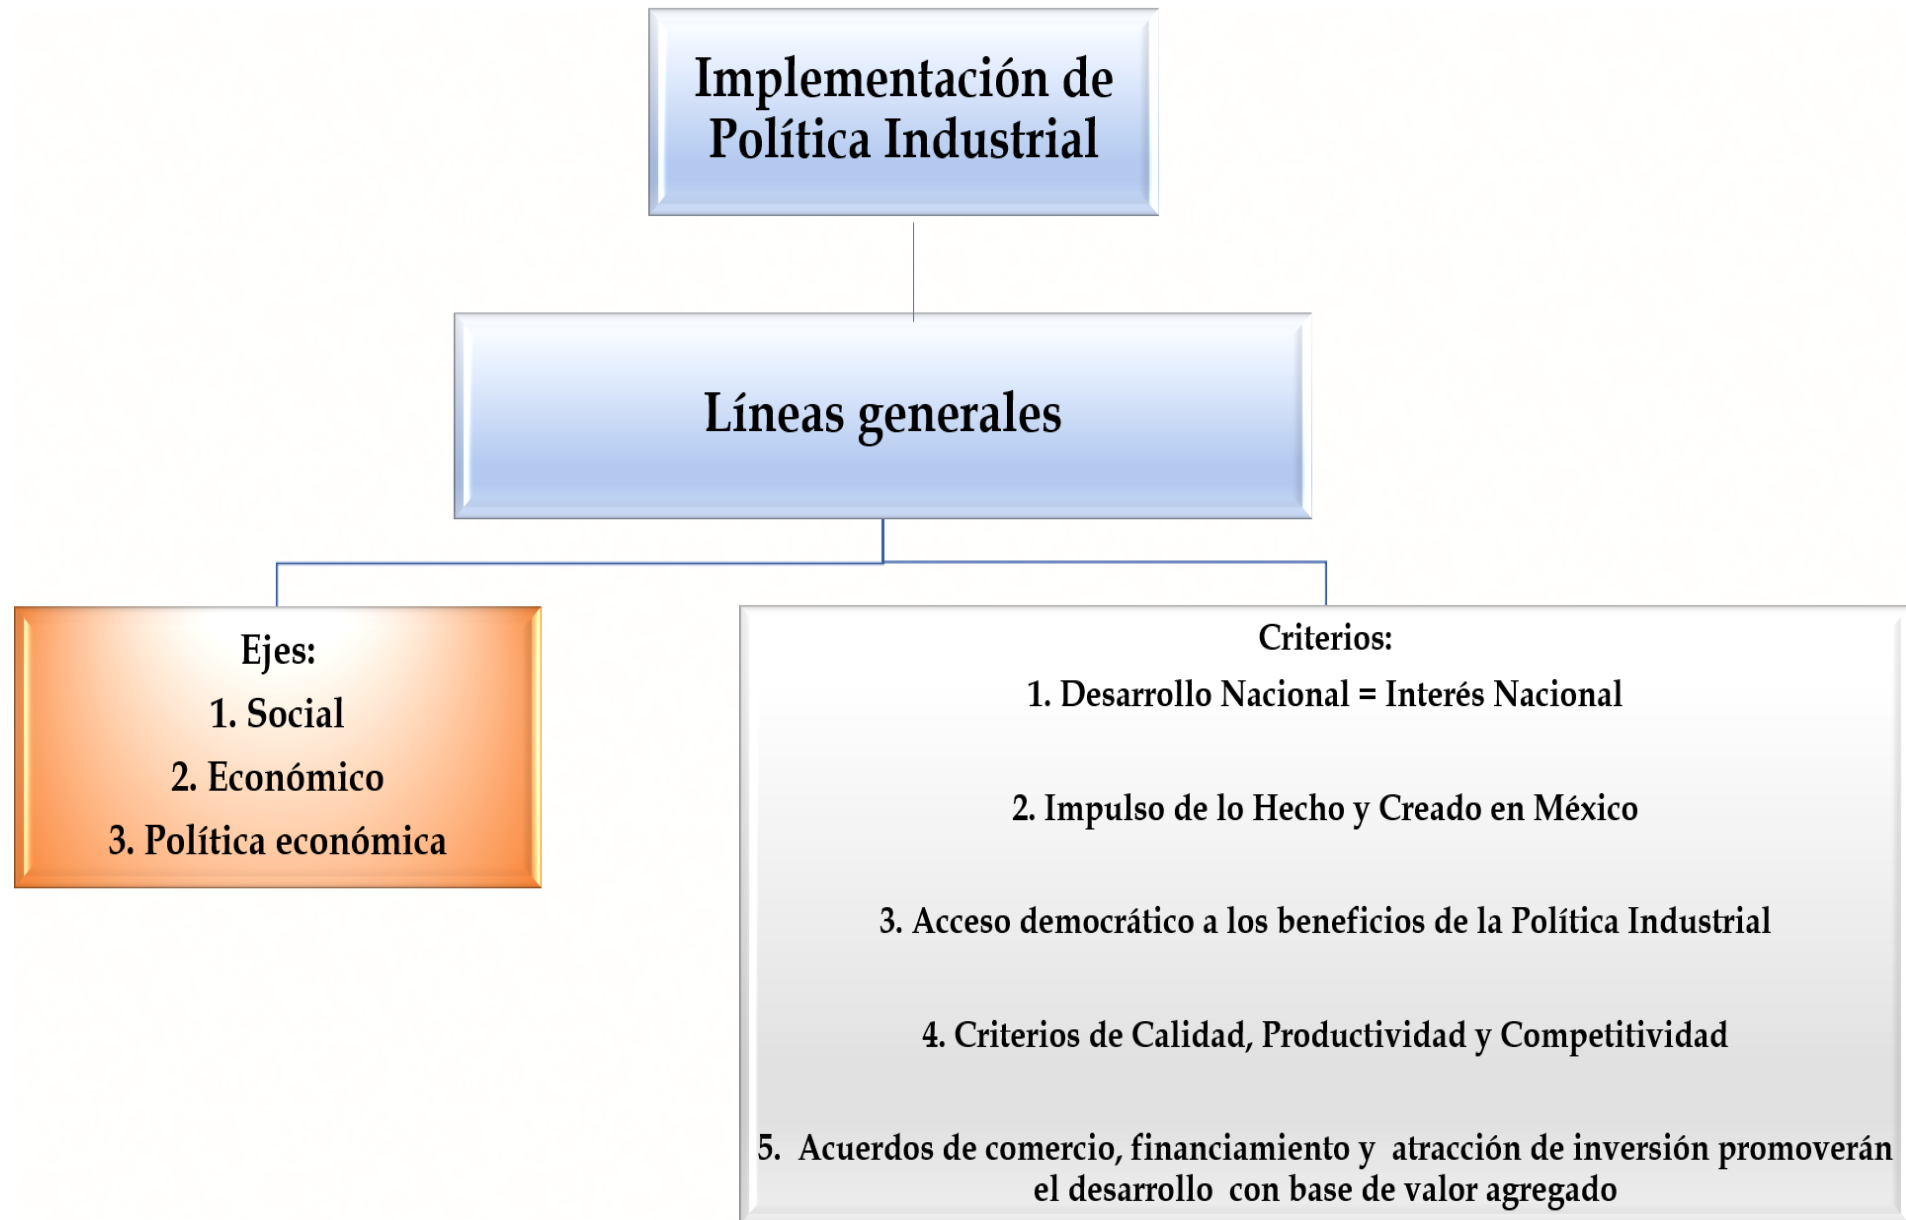 Implementación de
Política Industrial
Líneas generales
Ejes:
1. Social
2. Económico
3. Política económica
Criterios:
1. Desarrollo Nacional = Interés Nacional
2. Impulso de lo Hecho y Creado en México
3. Acceso democrático a los beneficios de la Política Industrial
4. Criterios de Calidad, Productividad y Competitividad
5. Acuerdos de comercio, financiamiento y atracción de inversión promoverán
el desarrollo con base de valor agregado